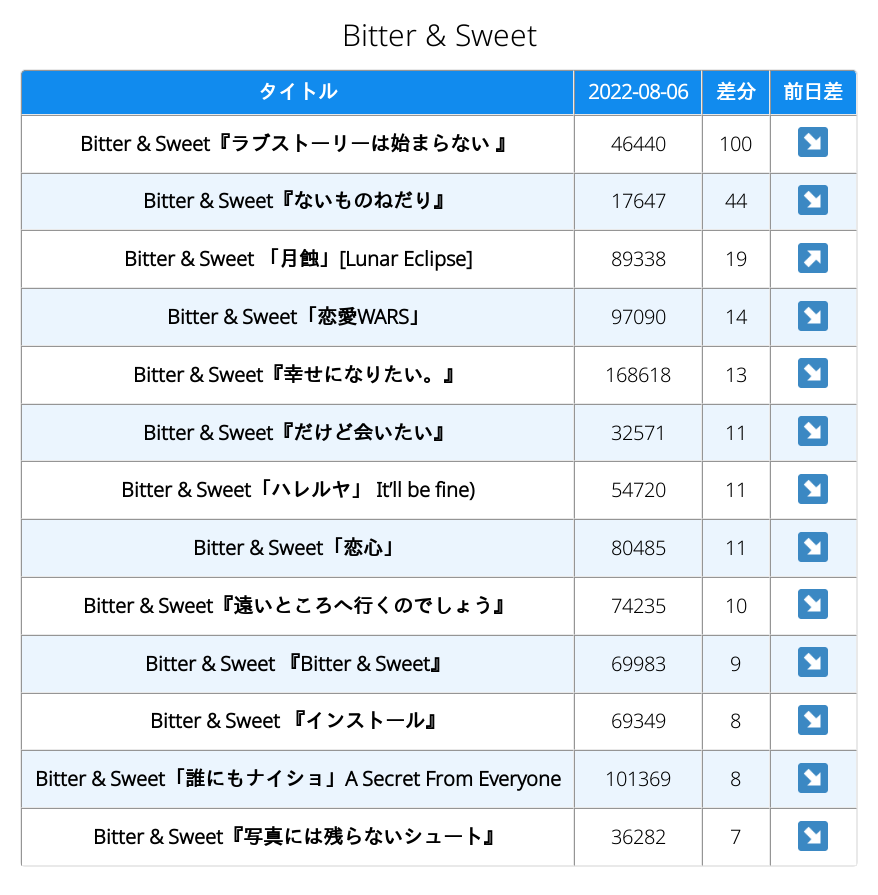 Bitter & Sweet
タイトル 2022-08-06 差分 前日差
Bitter & Sweet『ラブストーリーは始まらない 』 46440 100 ↘
Bitter & Sweet『ないものねだり』 17647 44 ↘
Bitter & Sweet 「月蝕」[Lunar Eclipse] 89338 19 ↗
Bitter & Sweet「恋愛WARS」 97090 14 ↘
Bitter & Sweet『幸せになりたい。』 168618 13 ↘
Bitter & Sweet『だけど会いたい』 32571 11 ↘
Bitter & Sweet「ハレルヤ」 It'll be fine) 54720 11 ↘
Bitter & Sweet「恋心」 80485 11 ↘
Bitter & Sweet『遠いところへ行くのでしょう』 74235 10 ↘
Bitter & Sweet 『Bitter & Sweet』 69983 9 ↘
Bitter & Sweet 『インストール』 69349 8 ↘
Bitter & Sweet「誰にもナイショ」A Secret From Everyone 101369 8 ↘
Bitter & Sweet『写真には残らないシュート』 36282 7 ↘